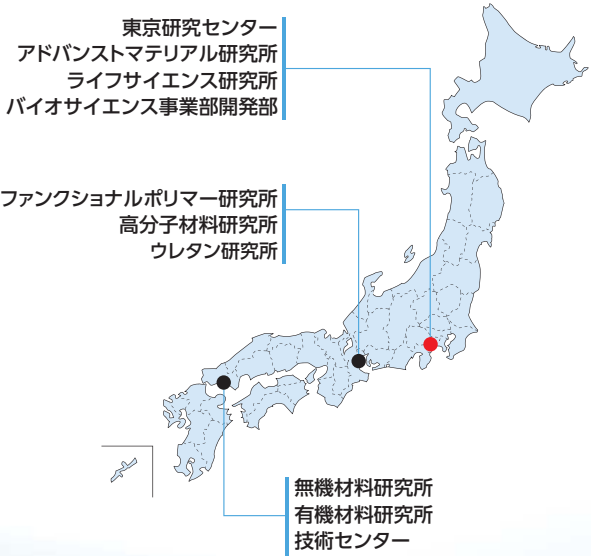 東京研究センター
アドバンストマテリアル研究所
ライフサイエンス研究所
バイオサイエンス事業部開発部
ファンクショナルポリマー研究所
高分子材料研究所
ウレタン研究所
無機材料研究所
有機材料研究所
技術センター